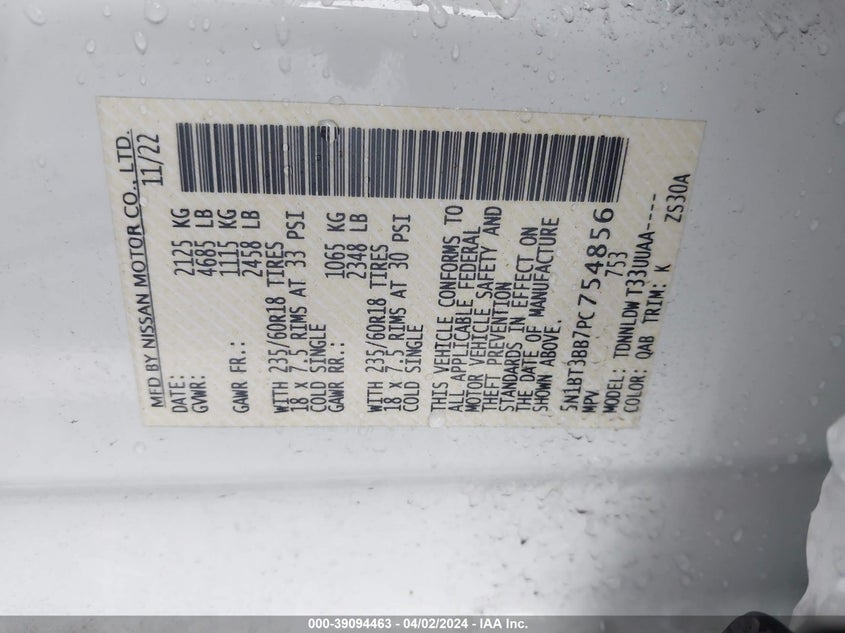 MFD BY NISSAN MOTOR CO., LTD.
DATE: 11/22
GVWR: 2125 KG
4685 LB
GAWR FR.: 1115 KG
2458 LB
WITH 235/60R18 TIRES
18 X 7.5 RIMS AT 33 PSI
COLD SINGLE
GAWR RR.: 1065 KG
2348 LB
WITH 235/60R18 TIRES
18 X 7.5 RIMS AT 30 PSI
COLD SINGLE
THIS VEHICLE CONFORMS TO
ALL APPLICABLE FEDERAL
MOTOR VEHICLE SAFETY AND
THEFT PREVENTION
STANDARDS IN EFFECT ON
THE DATE OF MANUFACTURE
SHOWN ABOVE.
5N1BT3BB7PC754856
MPV 753
MODEL: TDNNLDW T33UUAA----
COLOR: QAB TRIM: K ZS30A
000-39094463 - 04/02/2024 - IAA Inc.